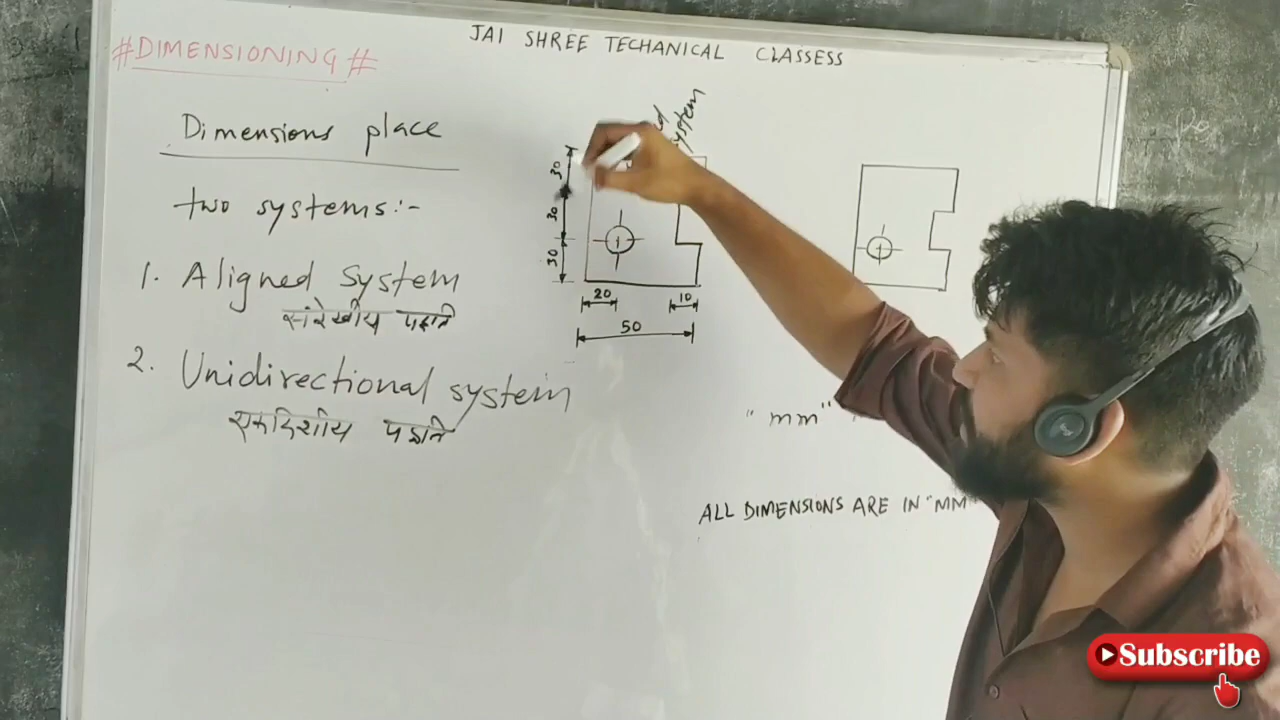 JAI SHREE TECHANICAL CLASSESS
#DIMENSIONING#
Dimensions place
two systems:-
1. Aligned System
सांरेखीय पद्धति
2. Unidirectional system
एकदिशीय पद्धति
system
30
30
30
20
10
50
"mm"
ALL DIMENSIONS ARE IN "MM
Subscribe